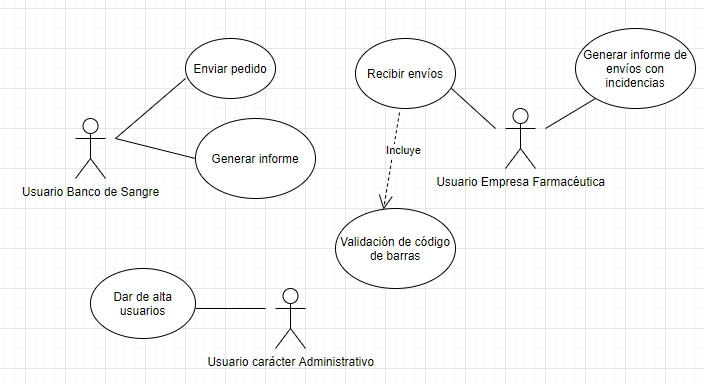 Enviar pedido
Recibir envíos
Generar informe de
envíos con
incidencias
Generar informe
Incluye
Usuario Banco de Sangre
Usuario Empresa Farmacéutica
Validación de código
de barras
Dar de alta
usuarios
Usuario carácter Administrativo